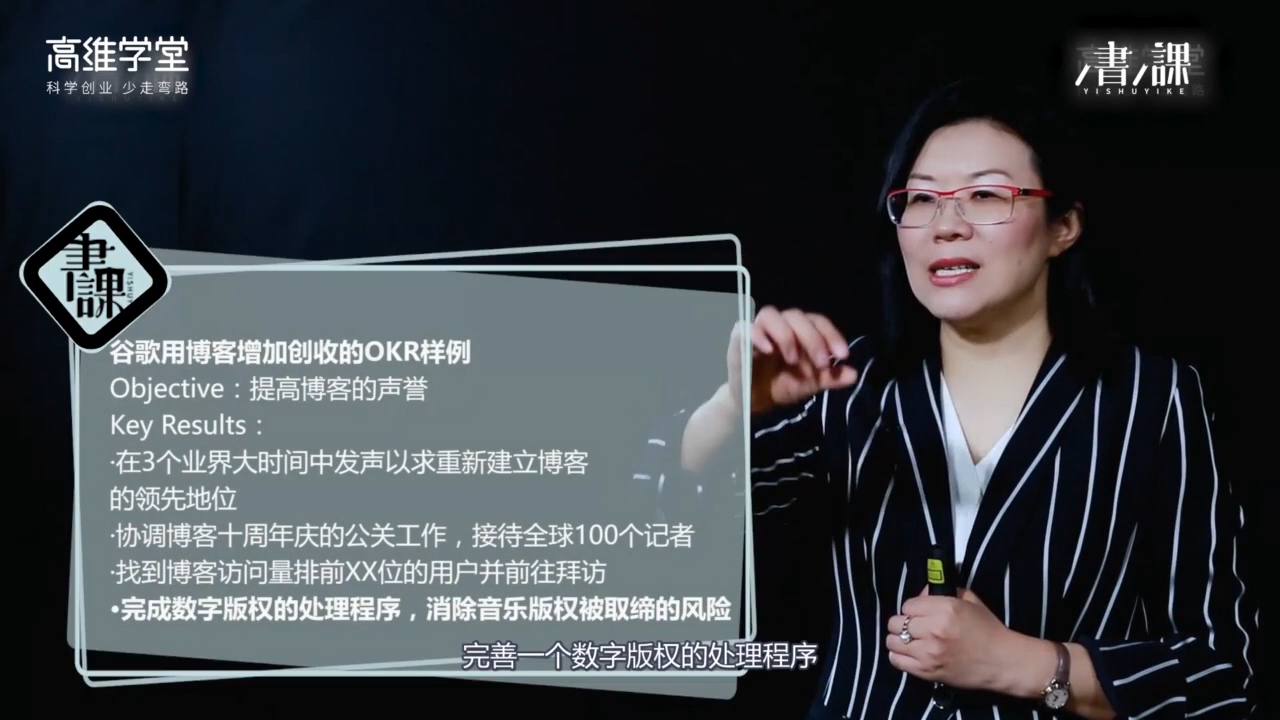 高维学堂
科学创业 少走弯路
書課
YISHUYIKE
書課
谷歌用博客增加创收的OKR样例
Objective：提高博客的声誉
Key Results：
·在3个业界大时间中发声以求重新建立博客
的领先地位
·协调博客十周年庆的公关工作，接待全球100个记者
·找到博客访问量排前XX位的用户并前往拜访
•完成数字版权的处理程序，消除音乐版权被取缔的风险
完善一个数字版权的处理程序